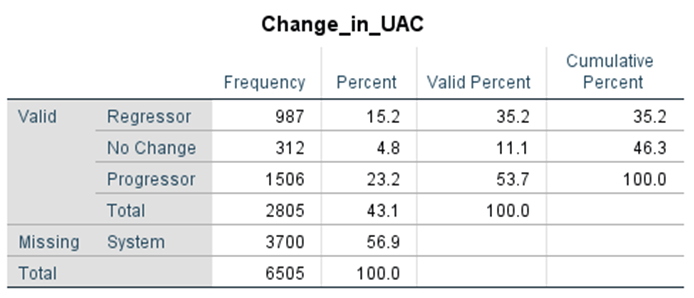 Change_in_UAC
Frequency Percent Valid Percent Cumulative Percent
Valid Regressor 987 15.2 35.2 35.2
No Change 312 4.8 11.1 46.3
Progressor 1506 23.2 53.7 100.0
Total 2805 43.1 100.0
Missing System 3700 56.9
Total 6505 100.0